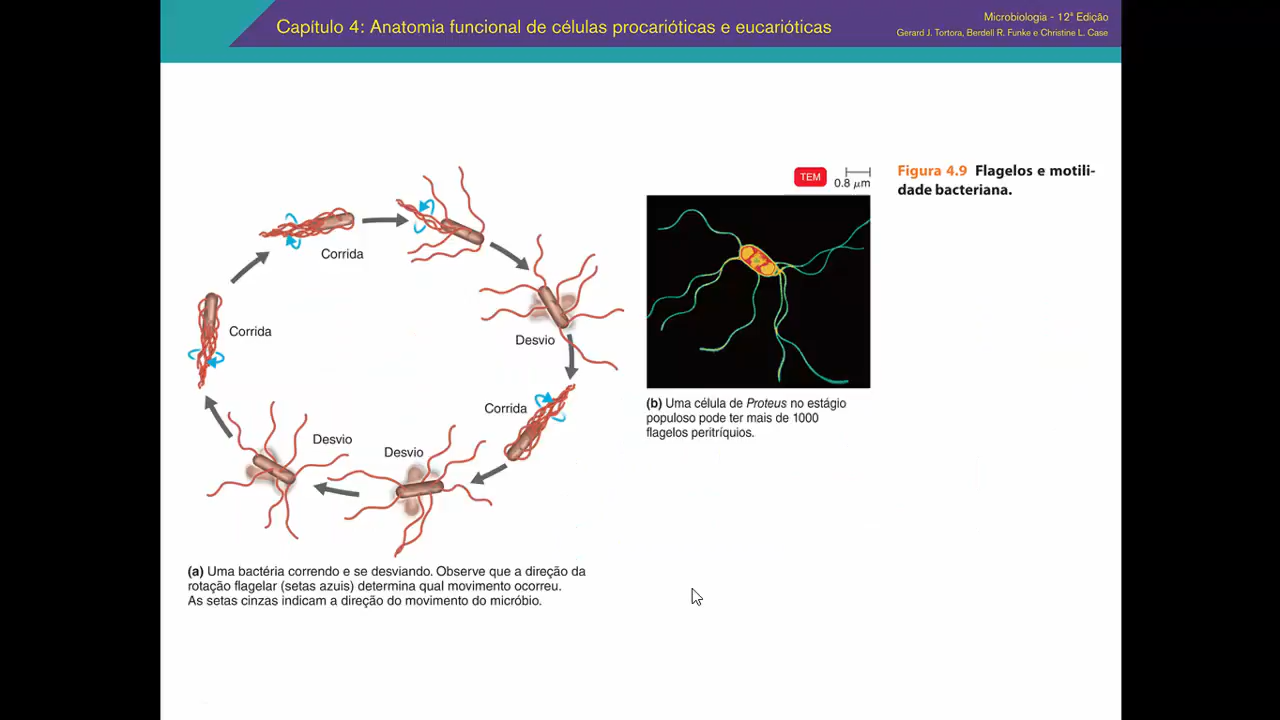 Capítulo 4: Anatomia funcional de células procarióticas e eucarióticas
Microbiologia - 12ª Edição
Gerard J. Tortora, Berdell R. Funke e Christine L. Case
Figura 4.9 Flagelos e motili-
dade bacteriana.
TEM
0.8 μm
Corrida
Corrida
Desvio
Corrida
Desvio
Desvio
(a) Uma bactéria correndo e se desviando. Observe que a direção da
rotação flagelar (setas azuis) determina qual movimento ocorreu.
As setas cinzas indicam a direção do movimento do micróbio.
(b) Uma célula de Proteus no estágio
populoso pode ter mais de 1000
flagelos peritríquios.